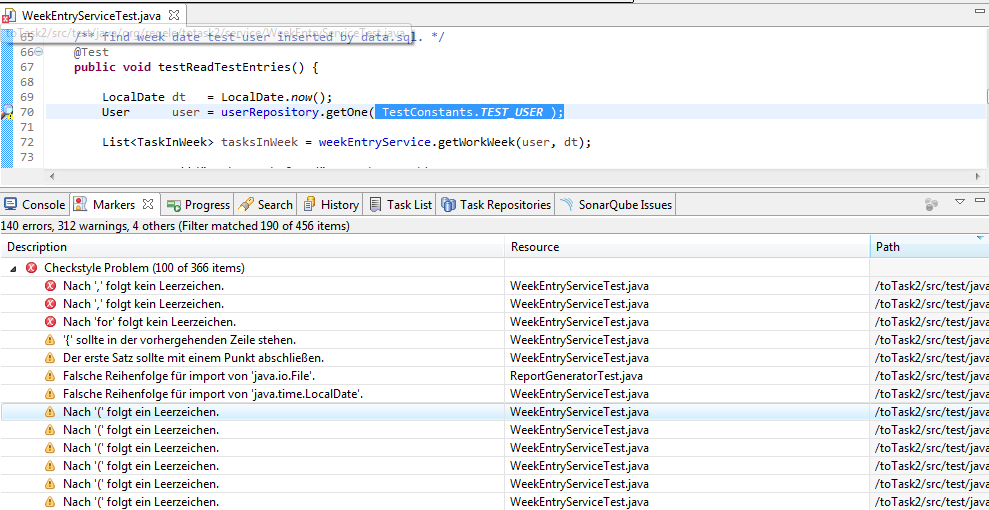 WeekEntryServiceTest.java
toTask2/src/test/java/org/regele/totask2/service/WeekEntryServiceTest.java
65 /** find week date test-user inserted by data.sql. */
66 @Test
67 public void testReadTestEntries() {
68
69 LocalDate dt = LocalDate.now();
70 User user = userRepository.getOne( TestConstants.TEST_USER );
71
72 List<TaskInWeek> tasksInWeek = weekEntryService.getWorkWeek(user, dt);
73
Console Markers Progress Search History Task List Task Repositories SonarQube Issues
140 errors, 312 warnings, 4 others (Filter matched 190 of 456 items)
Description Resource Path
Checkstyle Problem (100 of 366 items)
Nach ',' folgt kein Leerzeichen. WeekEntryServiceTest.java /toTask2/src/test/java
Nach ',' folgt kein Leerzeichen. WeekEntryServiceTest.java /toTask2/src/test/java
Nach 'for' folgt kein Leerzeichen. WeekEntryServiceTest.java /toTask2/src/test/java
'{' sollte in der vorhergehenden Zeile stehen. WeekEntryServiceTest.java /toTask2/src/test/java
Der erste Satz sollte mit einem Punkt abschließen. WeekEntryServiceTest.java /toTask2/src/test/java
Falsche Reihenfolge für import von 'java.io.File'. ReportGeneratorTest.java /toTask2/src/test/java
Falsche Reihenfolge für import von 'java.time.LocalDate'. WeekEntryServiceTest.java /toTask2/src/test/java
Nach '(' folgt ein Leerzeichen. WeekEntryServiceTest.java /toTask2/src/test/java
Nach '(' folgt ein Leerzeichen. WeekEntryServiceTest.java /toTask2/src/test/java
Nach '(' folgt ein Leerzeichen. WeekEntryServiceTest.java /toTask2/src/test/java
Nach '(' folgt ein Leerzeichen. WeekEntryServiceTest.java /toTask2/src/test/java
Nach '(' folgt ein Leerzeichen. WeekEntryServiceTest.java /toTask2/src/test/java
Nach '(' folgt ein Leerzeichen. WeekEntryServiceTest.java /toTask2/src/test/java